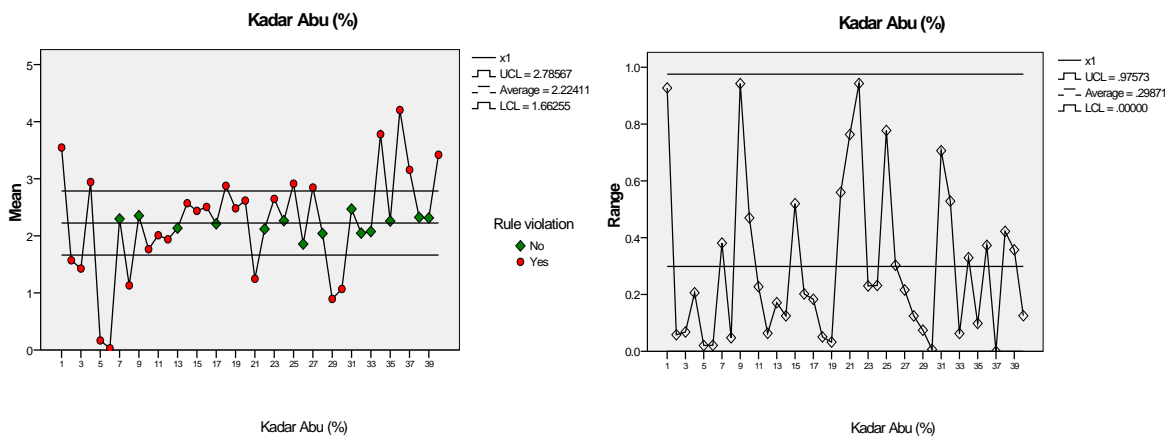 Kadar Abu (%)
5
4
3
2
1
0
Mean
1 3 5 7 9 11 13 15 17 19 21 23 25 27 29 31 33 35 37 39
Kadar Abu (%)
x1
UCL = 2.78567
Average = 2.22411
LCL = 1.66255
Rule violation
No
Yes
Kadar Abu (%)
1.0
0.8
0.6
0.4
0.2
0.0
Range
1 3 5 7 9 11 13 15 17 19 21 23 25 27 29 31 33 35 37 39
Kadar Abu (%)
x1
UCL = .97573
Average = .29871
LCL = .00000